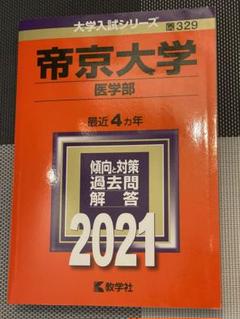 大学入試シリーズ 329
帝京大学
医学部
最近4カ年
傾向と対策
過去問
解答
2021
教学社